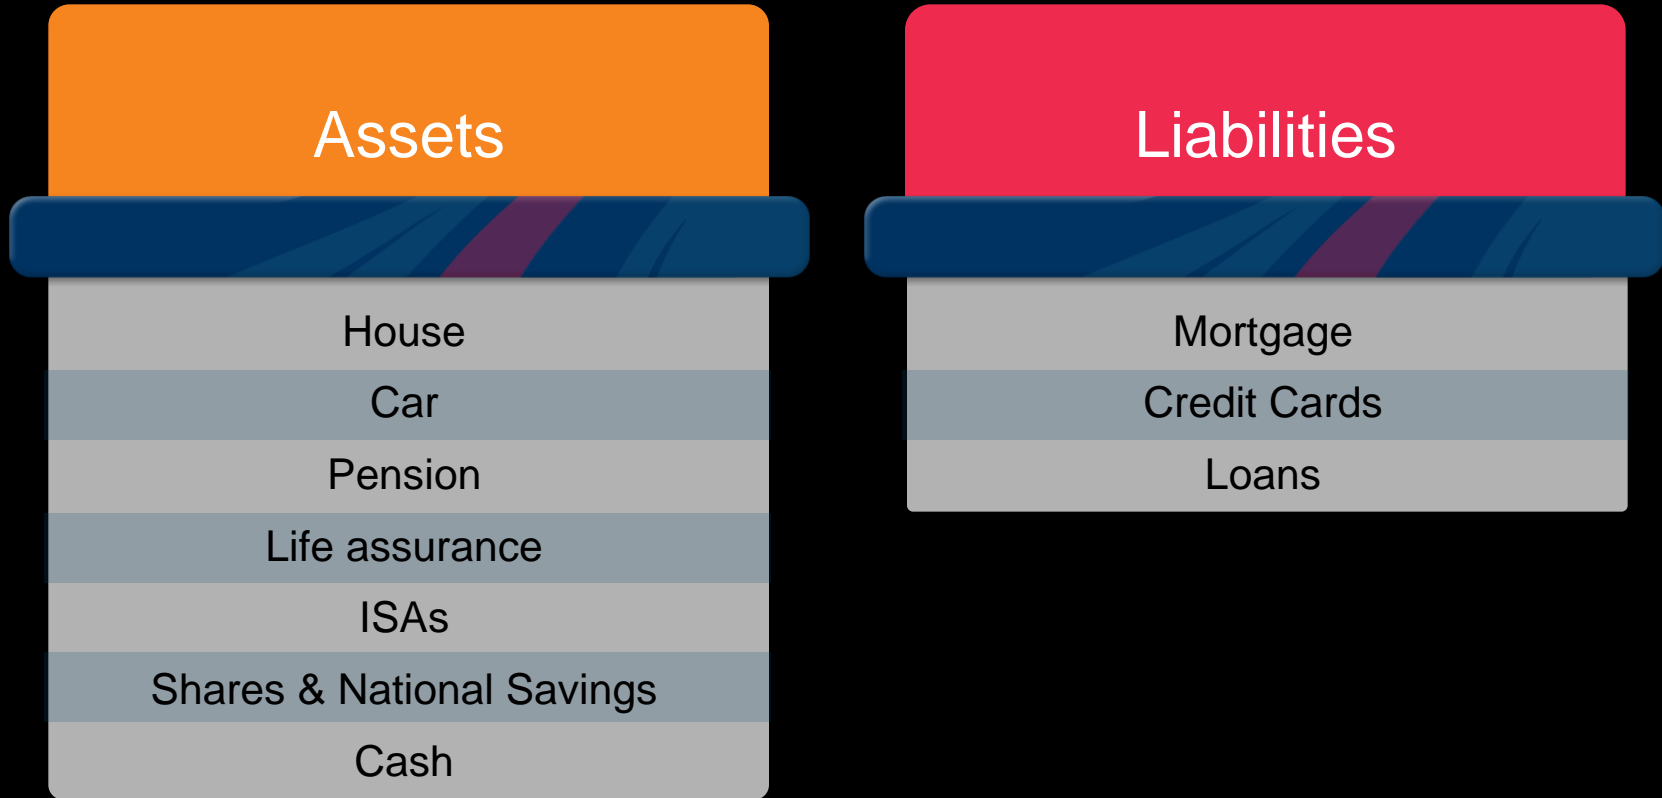 Assets
House
Car
Pension
Life assurance
ISAs
Shares & National Savings
Cash
Liabilities
Mortgage
Credit Cards
Loans